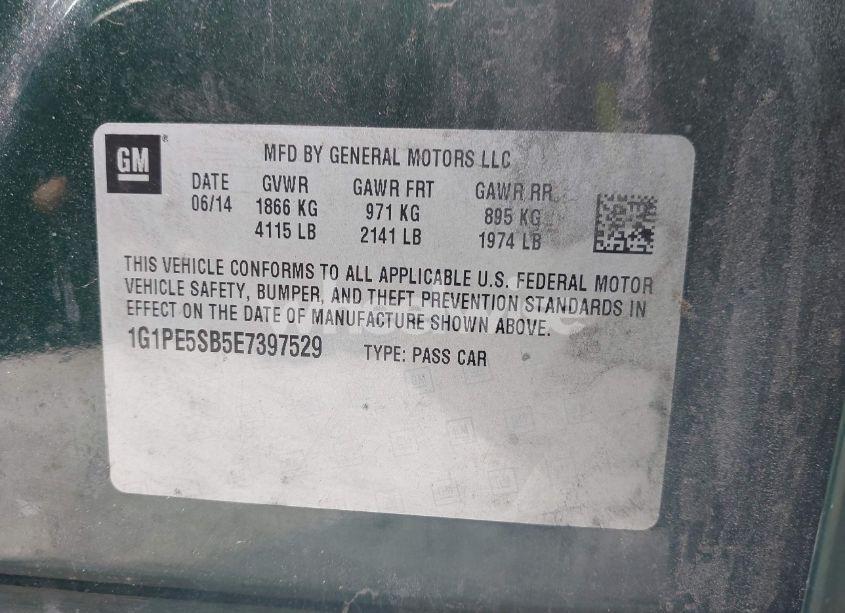 GM
MFD BY GENERAL MOTORS LLC
DATE GVWR GAWR FRT GAWR RR
06/14 1866 KG 971 KG 895 KG
4115 LB 2141 LB 1974 LB
THIS VEHICLE CONFORMS TO ALL APPLICABLE U.S. FEDERAL MOTOR
VEHICLE SAFETY, BUMPER, AND THEFT PREVENTION STANDARDS IN
EFFECT ON THE DATE OF MANUFACTURE SHOWN ABOVE.
1G1PE5SB5E7397529 TYPE: PASS CAR